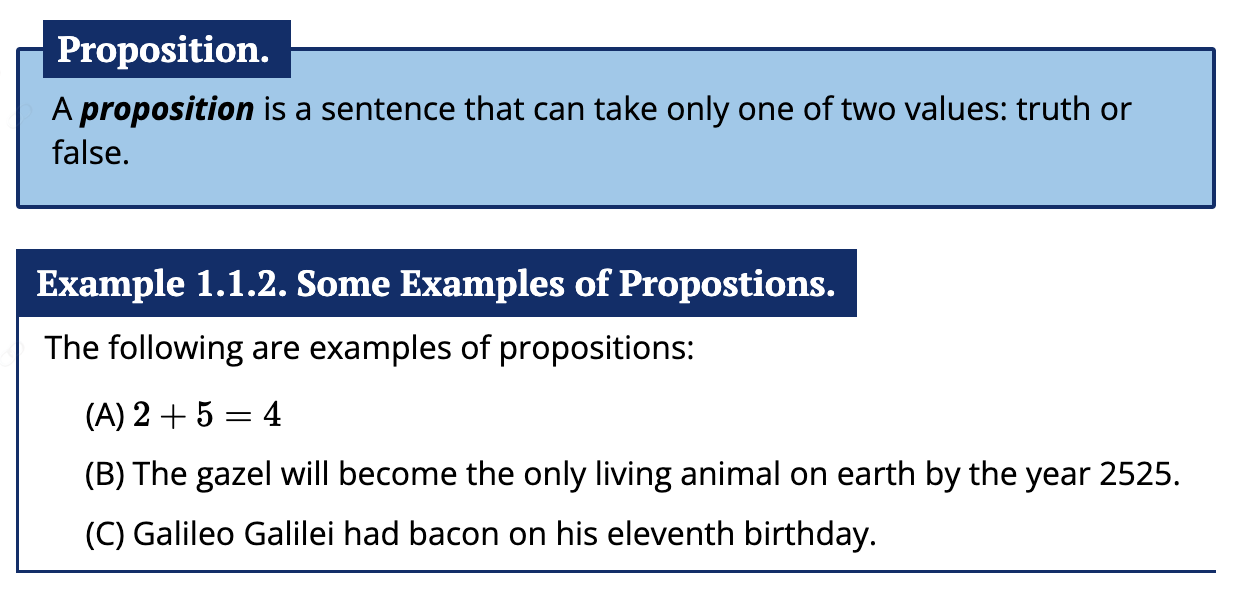 Proposition.
A proposition is a sentence that can take only one of two values: truth or
false.
Example 1.1.2. Some Examples of Propostions.
The following are examples of propositions:
(A) 2 + 5 = 4
(B) The gazel will become the only living animal on earth by the year 2525.
(C) Galileo Galilei had bacon on his eleventh birthday.